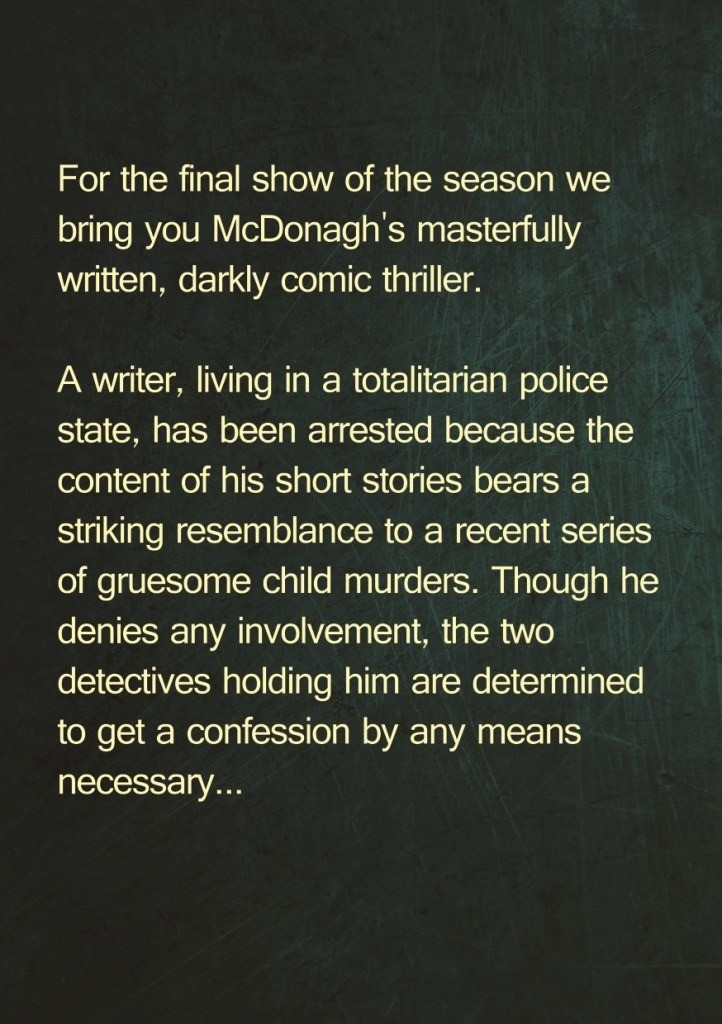 For the final show of the season we
bring you McDonagh's masterfully
written, darkly comic thriller.
A writer, living in a totalitarian police
state, has been arrested because the
content of his short stories bears a
striking resemblance to a recent series
of gruesome child murders. Though he
denies any involvement, the two
detectives holding him are determined
to get a confession by any means
necessary...